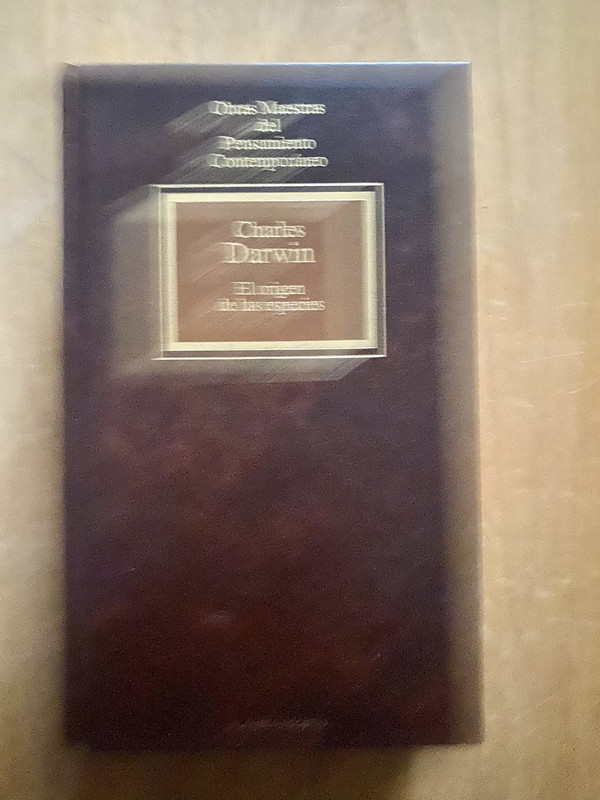 Obras Maestras
del
Pensamiento
Contemporáneo
Charles
Darwin
El origen
de las especies